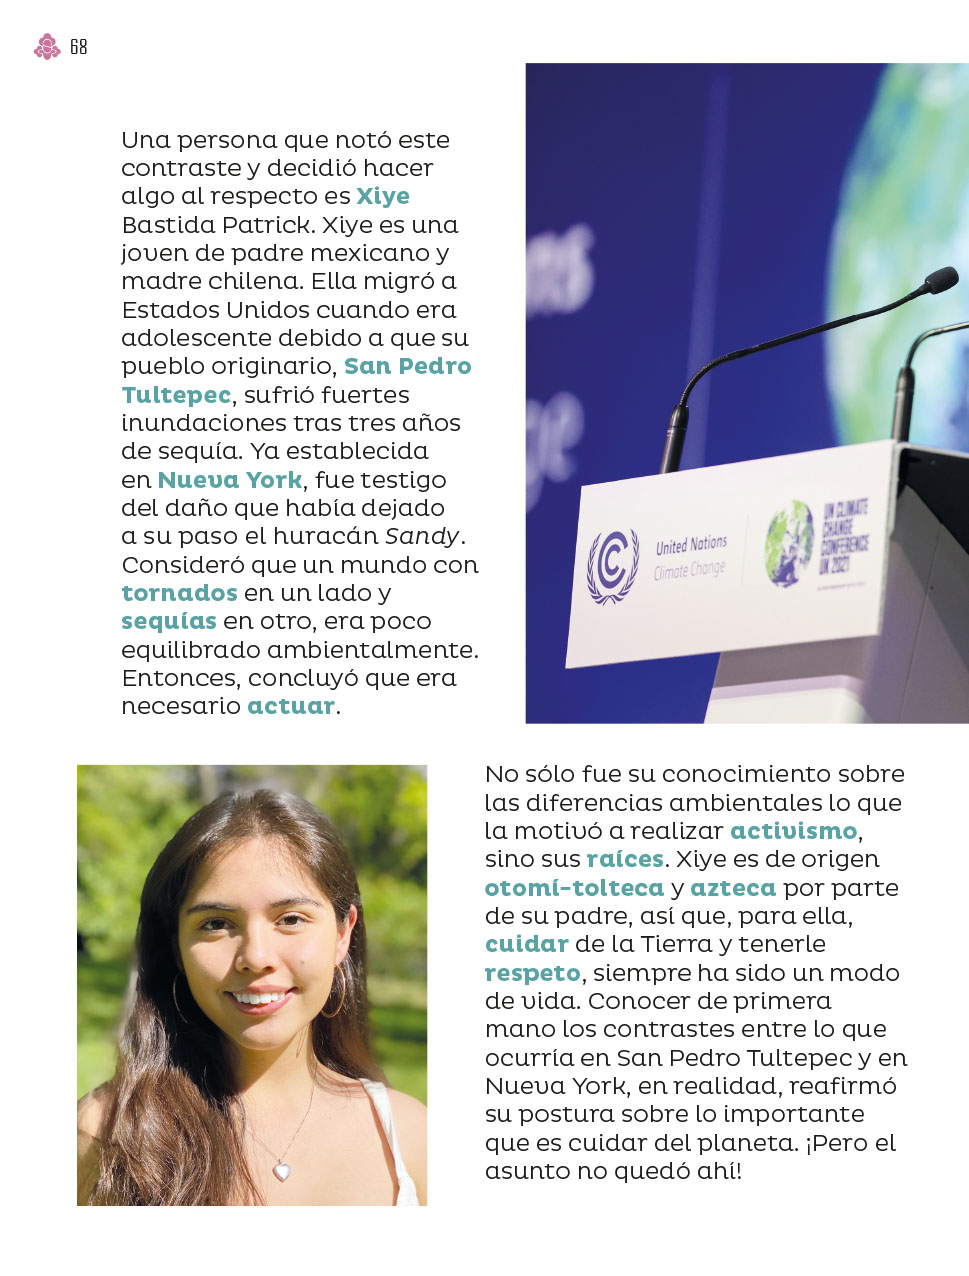 68
Una persona que notó este
contraste y decidió hacer
algo al respecto es Xiye
Bastida Patrick. Xiye es una
joven de padre mexicano y
madre chilena. Ella migró a
Estados Unidos cuando era
adolescente debido a que su
pueblo originario, San Pedro
Tultepec, sufrió fuertes
inundaciones tras tres años
de sequía. Ya establecida
en Nueva York, fue testigo
del daño que había dejado
a su paso el huracán Sandy.
Consideró que un mundo con
tornados en un lado y
sequías en otro, era poco
equilibrado ambientalmente.
Entonces, concluyó que era
necesario actuar.
United Nations
Climate Change
UN CLIMATE
CHANGE
CONFERENCE
UK 2021
No sólo fue su conocimiento sobre
las diferencias ambientales lo que
la motivó a realizar activismo,
sino sus raíces. Xiye es de origen
otomí-tolteca y azteca por parte
de su padre, así que, para ella,
cuidar de la Tierra y tenerle
respeto, siempre ha sido un modo
de vida. Conocer de primera
mano los contrastes entre lo que
ocurría en San Pedro Tultepec y en
Nueva York, en realidad, reafirmó
su postura sobre lo importante
que es cuidar del planeta. ¡Pero el
asunto no quedó ahí!